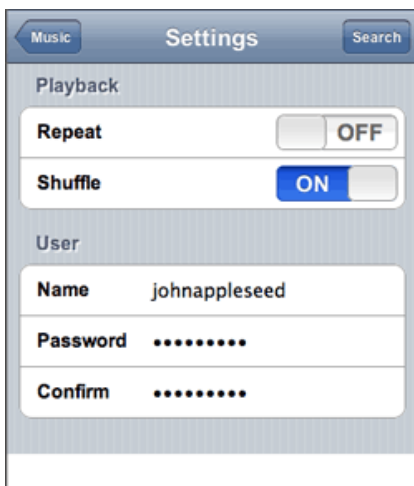 Music Settings Search
Playback
Repeat OFF
Shuffle ON
User
Name johnappleseed
Password •••••••••
Confirm •••••••••